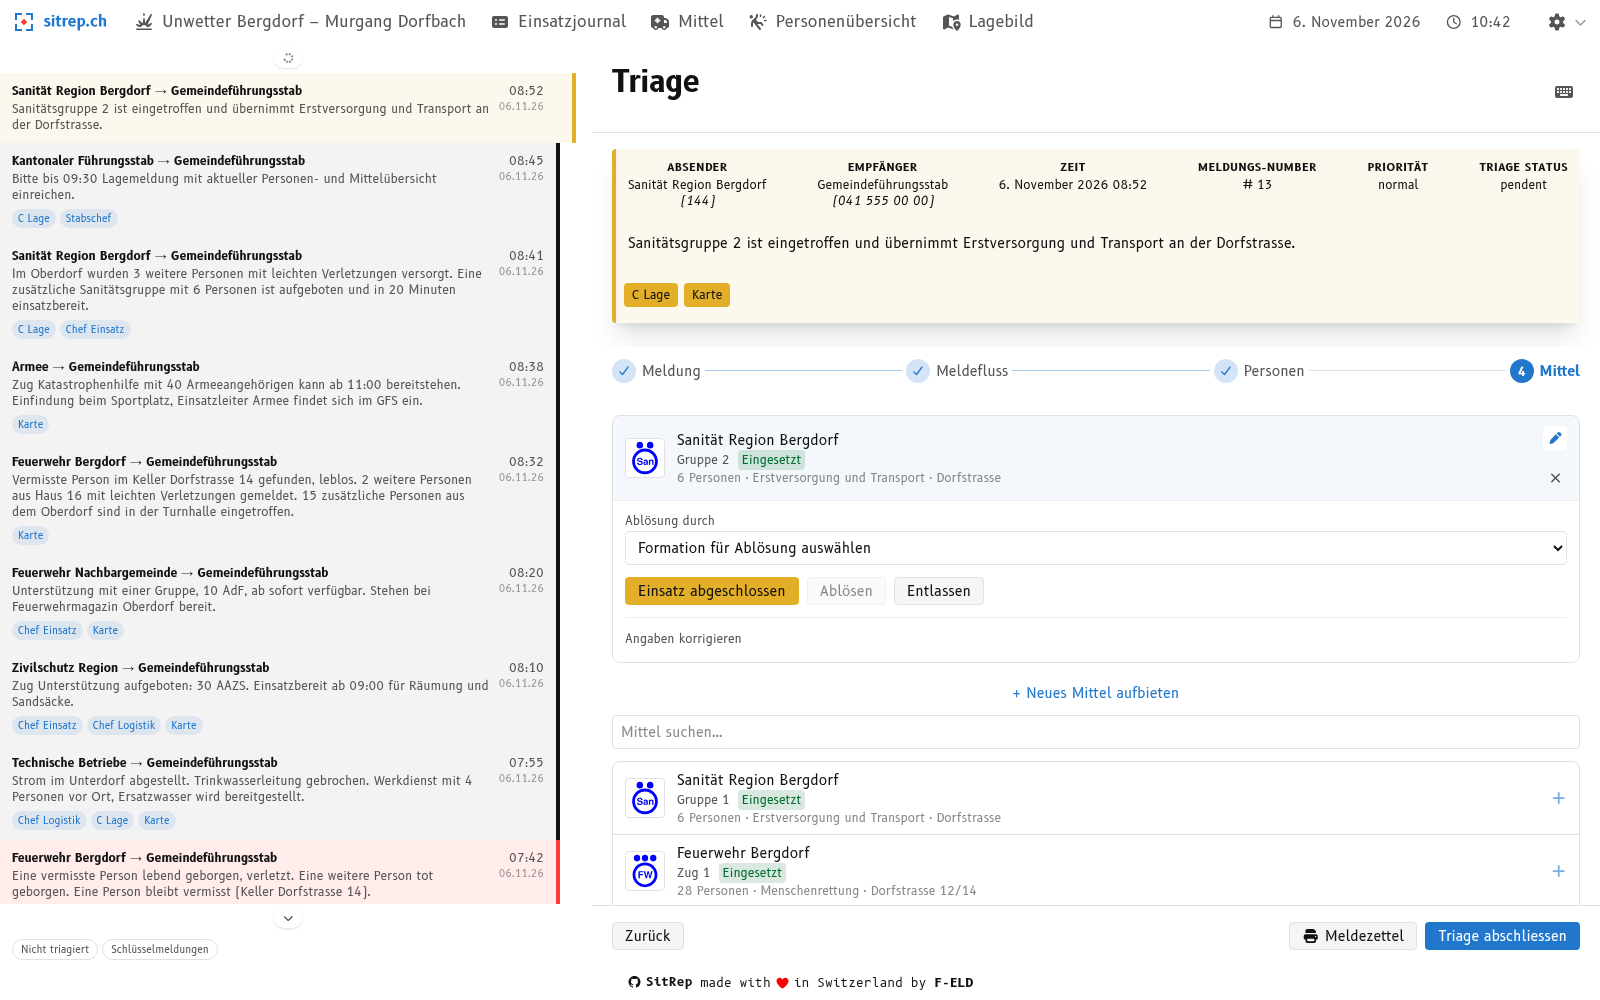 sitrep.ch
Unwetter Bergdorf – Murgang Dorfbach
Einsatzjournal
Mittel
Personenübersicht
Lagebild
6. November 2026
10:42
Sanität Region Bergdorf → Gemeindeführungsstab
08:52
Sanitätsgruppe 2 ist eingetroffen und übernimmt Erstversorgung und Transport an
06.11.26
der Dorfstrasse.
Kantonaler Führungsstab → Gemeindeführungsstab
08:45
Bitte bis 09:30 Lagemeldung mit aktueller Personen- und Mittelübersicht
06.11.26
einreichen.
C Lage
Stabschef
Sanität Region Bergdorf → Gemeindeführungsstab
08:41
Im Oberdorf wurden 3 weitere Personen mit leichten Verletzungen versorgt. Eine
06.11.26
zusätzliche Sanitätsgruppe mit 6 Personen ist aufgeboten und in 20 Minuten
einsatzbereit.
C Lage
Chef Einsatz
Armee → Gemeindeführungsstab
08:38
Zug Katastrophenhilfe mit 40 Armeeangehörigen kann ab 11:00 bereitstehen.
06.11.26
Einfindung beim Sportplatz, Einsatzleiter Armee findet sich im GFS ein.
Karte
Feuerwehr Bergdorf → Gemeindeführungsstab
08:32
Vermisste Person im Keller Dorfstrasse 14 gefunden, leblos. 2 weitere Personen
06.11.26
aus Haus 16 mit leichten Verletzungen gemeldet. 15 zusätzliche Personen aus
dem Oberdorf sind in der Turnhalle eingetroffen.
Karte
Feuerwehr Nachbargemeinde → Gemeindeführungsstab
08:20
Unterstützung mit einer Gruppe, 10 AdF, ab sofort verfügbar. Stehen bei
06.11.26
Feuerwehrmagazin Oberdorf bereit.
Chef Einsatz
Karte
Zivilschutz Region → Gemeindeführungsstab
08:10
Zug Unterstützung aufgeboten: 30 AAZS. Einsatzbereit ab 09:00 für Räumung und
06.11.26
Sandsäcke.
Chef Einsatz
Chef Logistik
Karte
Technische Betriebe → Gemeindeführungsstab
07:55
Strom im Unterdorf abgestellt. Trinkwasserleitung gebrochen. Werkdienst mit 4
06.11.26
Personen vor Ort, Ersatzwasser wird bereitgestellt.
Chef Logistik
C Lage
Karte
Feuerwehr Bergdorf → Gemeindeführungsstab
07:42
Eine vermisste Person lebend geborgen, verletzt. Eine weitere Person tot
06.11.26
geborgen. Eine Person bleibt vermisst (Keller Dorfstrasse 14).
Nicht triagiert
Schlüsselmeldungen
Triage
ABSENDER
Sanität Region Bergdorf
(144)
EMPFÄNGER
Gemeindeführungsstab
(041 555 00 00)
ZEIT
6. November 2026 08:52
MELDUNGS-NUMBER
# 13
PRIORITÄT
normal
TRIAGE STATUS
pendent
Sanitätsgruppe 2 ist eingetroffen und übernimmt Erstversorgung und Transport an der Dorfstrasse.
C Lage
Karte
Meldung
Meldefluss
Personen
4
Mittel
San
Sanität Region Bergdorf
Gruppe 2 Eingesetzt
6 Personen · Erstversorgung und Transport · Dorfstrasse
Ablösung durch
Formation für Ablösung auswählen
Einsatz abgeschlossen
Ablösen
Entlassen
Angaben korrigieren
+ Neues Mittel aufbieten
Mittel suchen...
San
Sanität Region Bergdorf
Gruppe 1 Eingesetzt
6 Personen · Erstversorgung und Transport · Dorfstrasse
FW
Feuerwehr Bergdorf
Zug 1 Eingesetzt
28 Personen · Menschenrettung · Dorfstrasse 12/14
Zurück
Meldezettel
Triage abschliessen
SitRep made with in Switzerland by F-ELD